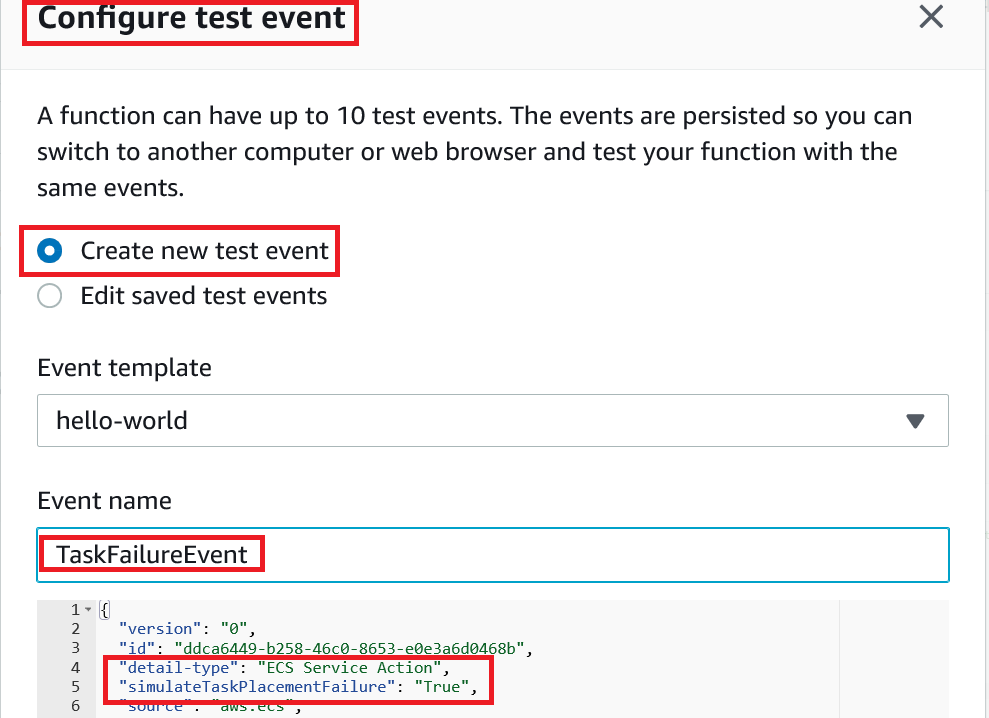 Configure test event
A function can have up to 10 test events. The events are persisted so you can
switch to another computer or web browser and test your function with the
same events.
Create new test event
Edit saved test events
Event template
hello-world
Event name
TaskFailureEvent
1 {
2 "version": "0",
3 "id": "ddca6449-b258-46c0-8653-e0e3a6d0468b",
4 "detail-type": "ECS Service Action",
5 "simulateTaskPlacementFailure": "True",
6 "source": "aws.ecs",